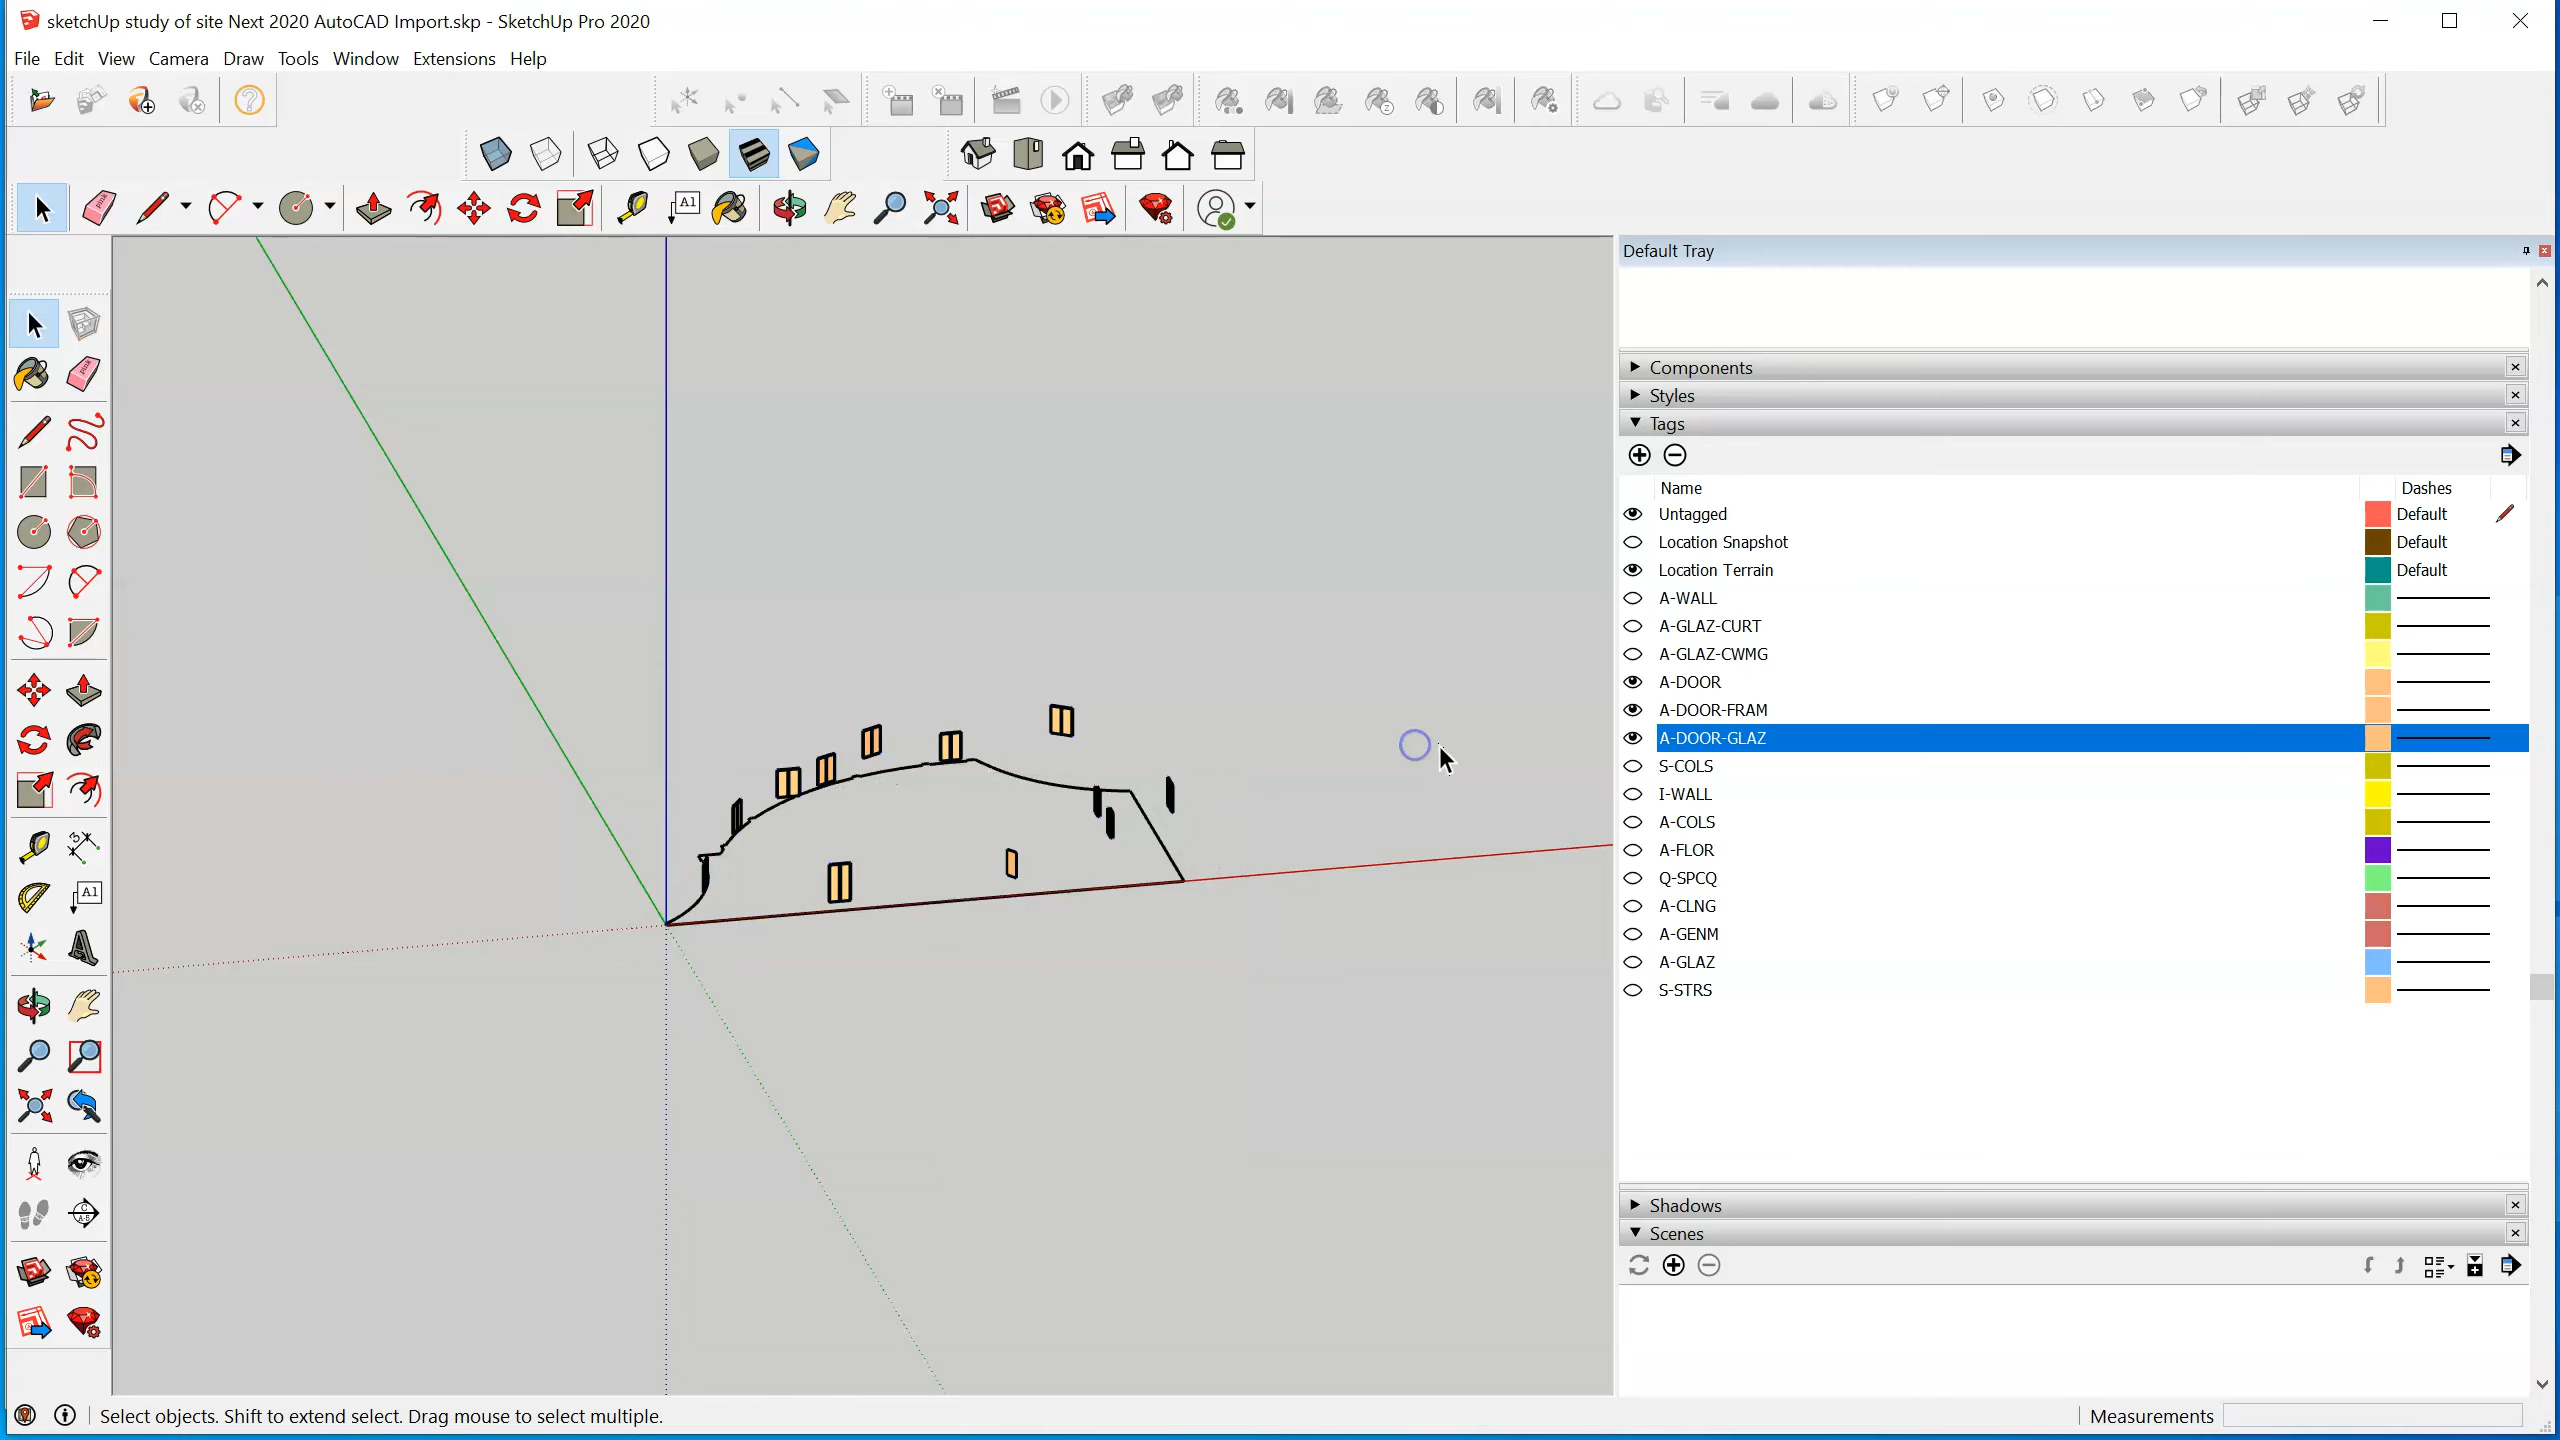 sketchUp study of site Next 2020 AutoCAD Import.skp - SketchUp Pro 2020
File Edit View Camera Draw Tools Window Extensions Help
A1
Default Tray
Components
Styles
Tags
Name Dashes
Untagged Default
Location Snapshot Default
Location Terrain Default
A-WALL
A-GLAZ-CURT
A-GLAZ-CWMG
A-DOOR
A-DOOR-FRAM
A-DOOR-GLAZ
S-COLS
I-WALL
A-COLS
A-FLOR
Q-SPCQ
A-CLNG
A-GENM
A-GLAZ
S-STRS
A1
Shadows
Scenes
Select objects. Shift to extend select. Drag mouse to select multiple.
Measurements